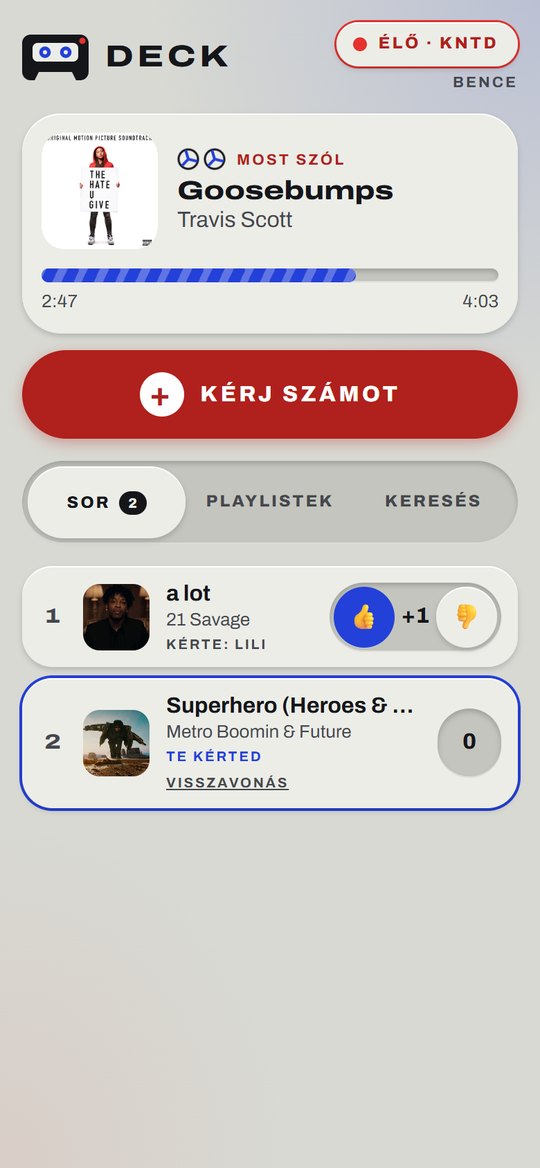 DECK
ÉLŐ · KNTD
BENCE
ORIGINAL MOTION PICTURE SOUNDTRACK
THE
HATE
U
GIVE
MOST SZÓL
Goosebumps
Travis Scott
2:47
4:03
+ KÉRJ SZÁMOT
SOR 2
PLAYLISTEK
KERESÉS
1
a lot
21 Savage
KÉRTE: LILI
+1
2
Superhero (Heroes & ...
Metro Boomin & Future
TE KÉRTED
VISSZAVONÁS
0